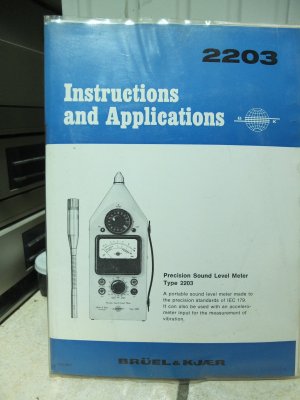 2203
Instructions
and Applications
B K
Precision Sound Level Meter
Type 2203
A portable sound level meter made to
the precision standards of IEC 179.
It can also be used with an accelero-
meter input for the measurement of
vibration.
BRÜEL & KJÆR